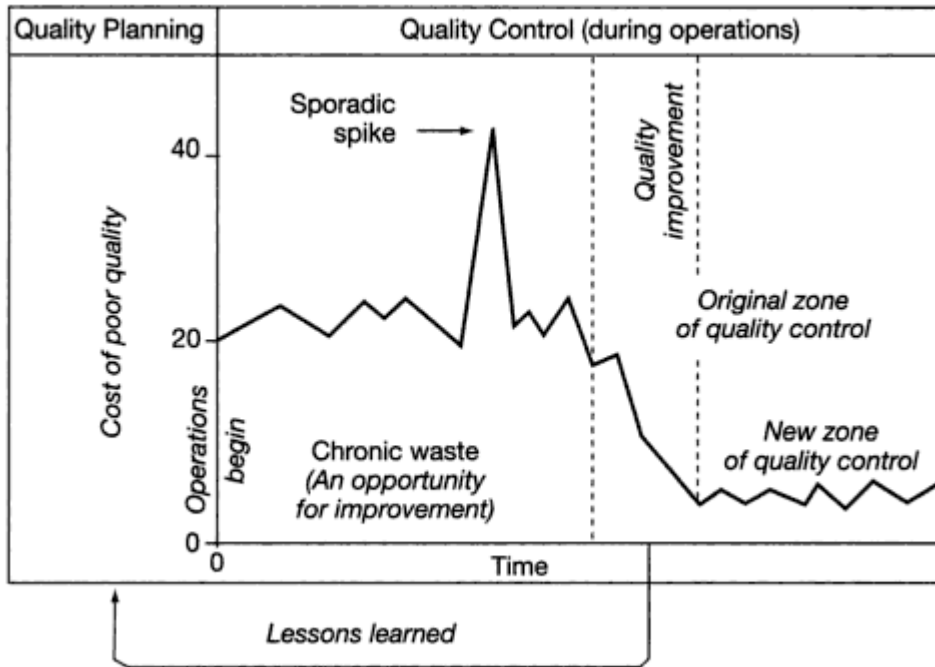 Quality Planning
Quality Control (during operations)
Sporadic
spike
40
Quality
improvement
Cost of poor quality
Original zone
of quality control
20
Operations
begin
Chronic waste
(An opportunity
for improvement)
New zone
of quality control
0
0
Time
Lessons learned